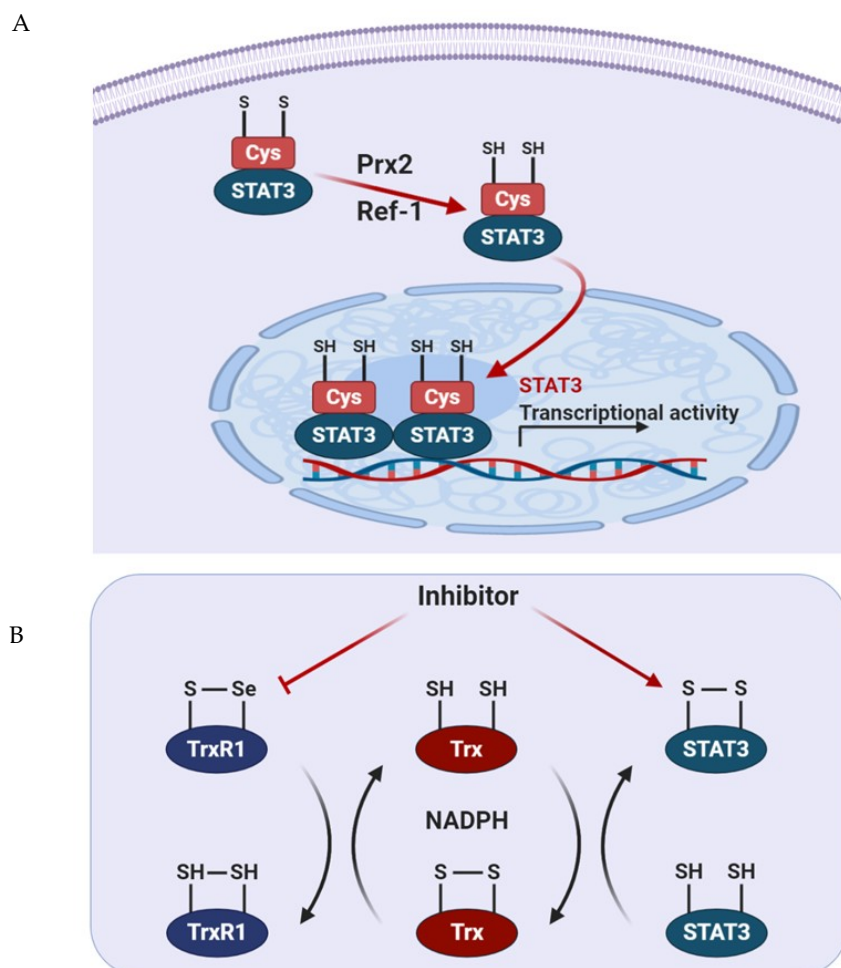 A
S S
Cys
STAT3
Prx2
Ref-1
SH SH
Cys
STAT3
SH SH SH SH
Cys Cys
STAT3 STAT3
STAT3
Transcriptional activity
B
Inhibitor
S — Se
TrxR1
SH SH
Trx
S — S
STAT3
NADPH
SH—SH
TrxR1
S — S
Trx
SH SH
STAT3